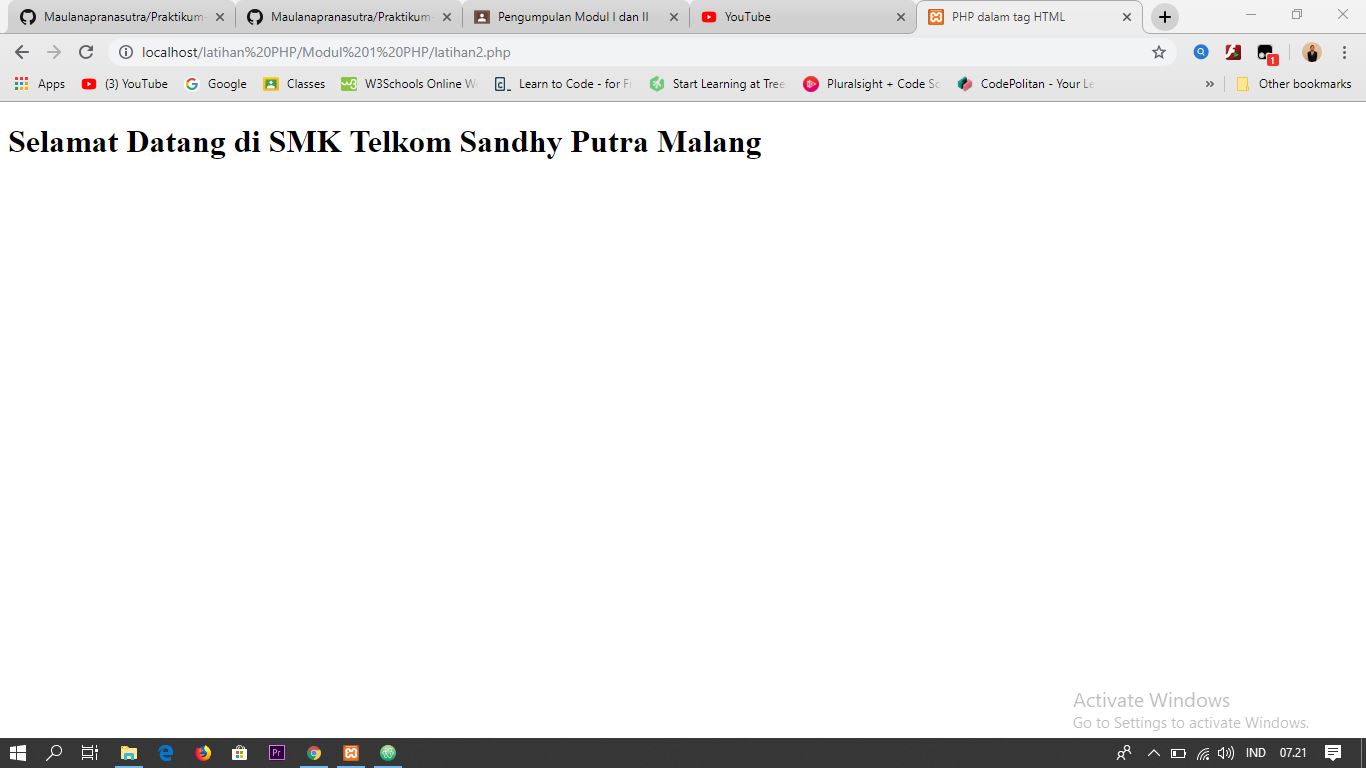 Maulanapranasutra/Praktikum- Maulanapranasutra/Praktikum- Pengumpulan Modul I dan II YouTube PHP dalam tag HTML
localhost/latihan%20PHP/Modul%201%20PHP/latihan2.php
1
Apps (3) YouTube Google Classes W3Schools Online W Learn to Code - for F Start Learning at Tree Pluralsight + Code Sc CodePolitan - Your Le » Other bookmarks
Selamat Datang di SMK Telkom Sandhy Putra Malang
Activate Windows
Go to Settings to activate Windows.
Pr IND 07.21